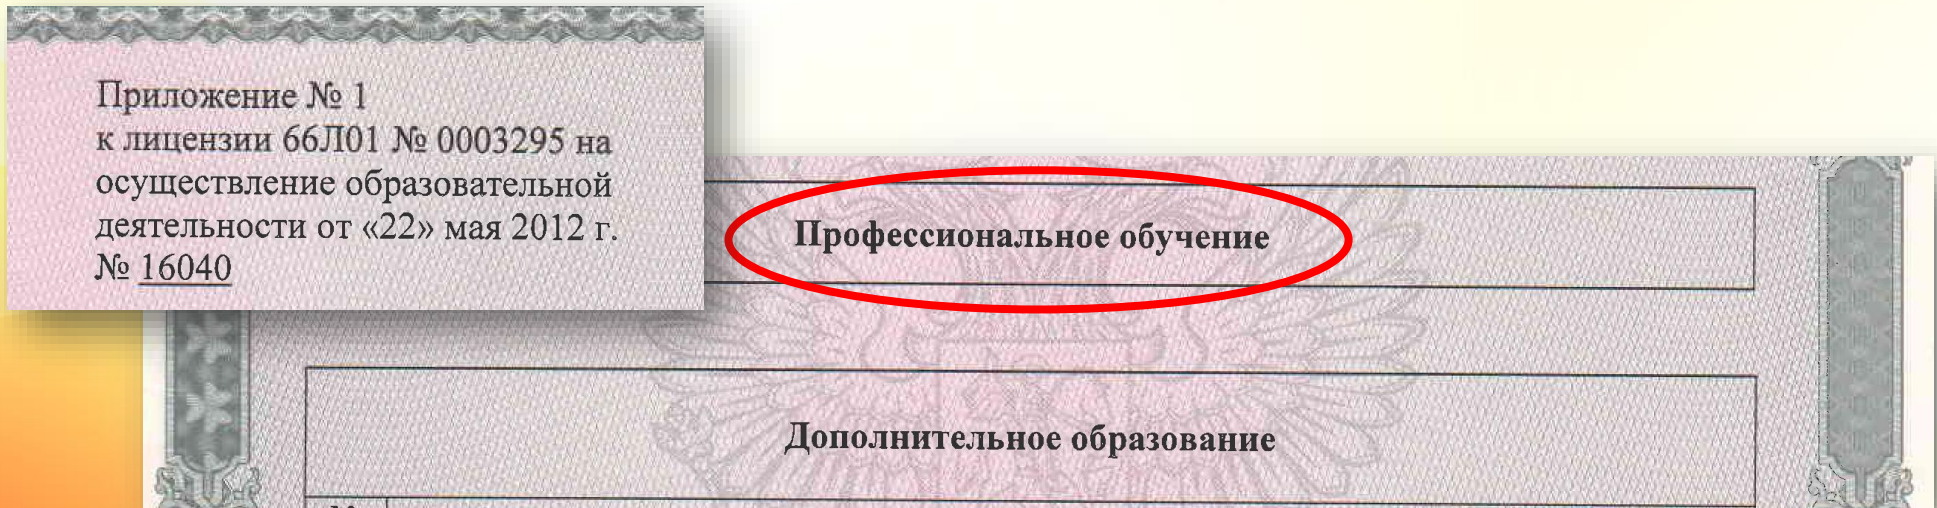 Приложение № 1
к лицензии 66Л01 № 0003295 на
осуществление образовательной
деятельности от «22» мая 2012 г.
№ 16040
Профессиональное обучение
Дополнительное образование